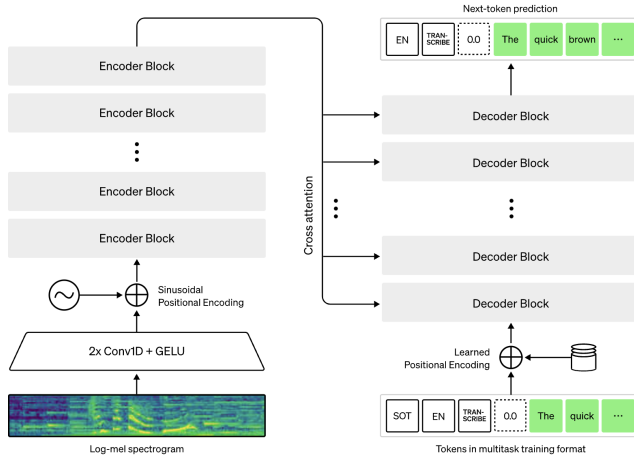 Next-token prediction
EN TRAN-SCRIBE 0.0 The quick brown ...
Encoder Block
Encoder Block
Encoder Block
Encoder Block
Sinusoidal
Positional Encoding
2x Conv1D + GELU
Log-mel spectrogram
Cross attention
Decoder Block
Decoder Block
Decoder Block
Decoder Block
Learned
Positional Encoding
SOT EN TRAN-SCRIBE 0.0 The quick ...
Tokens in multitask training format